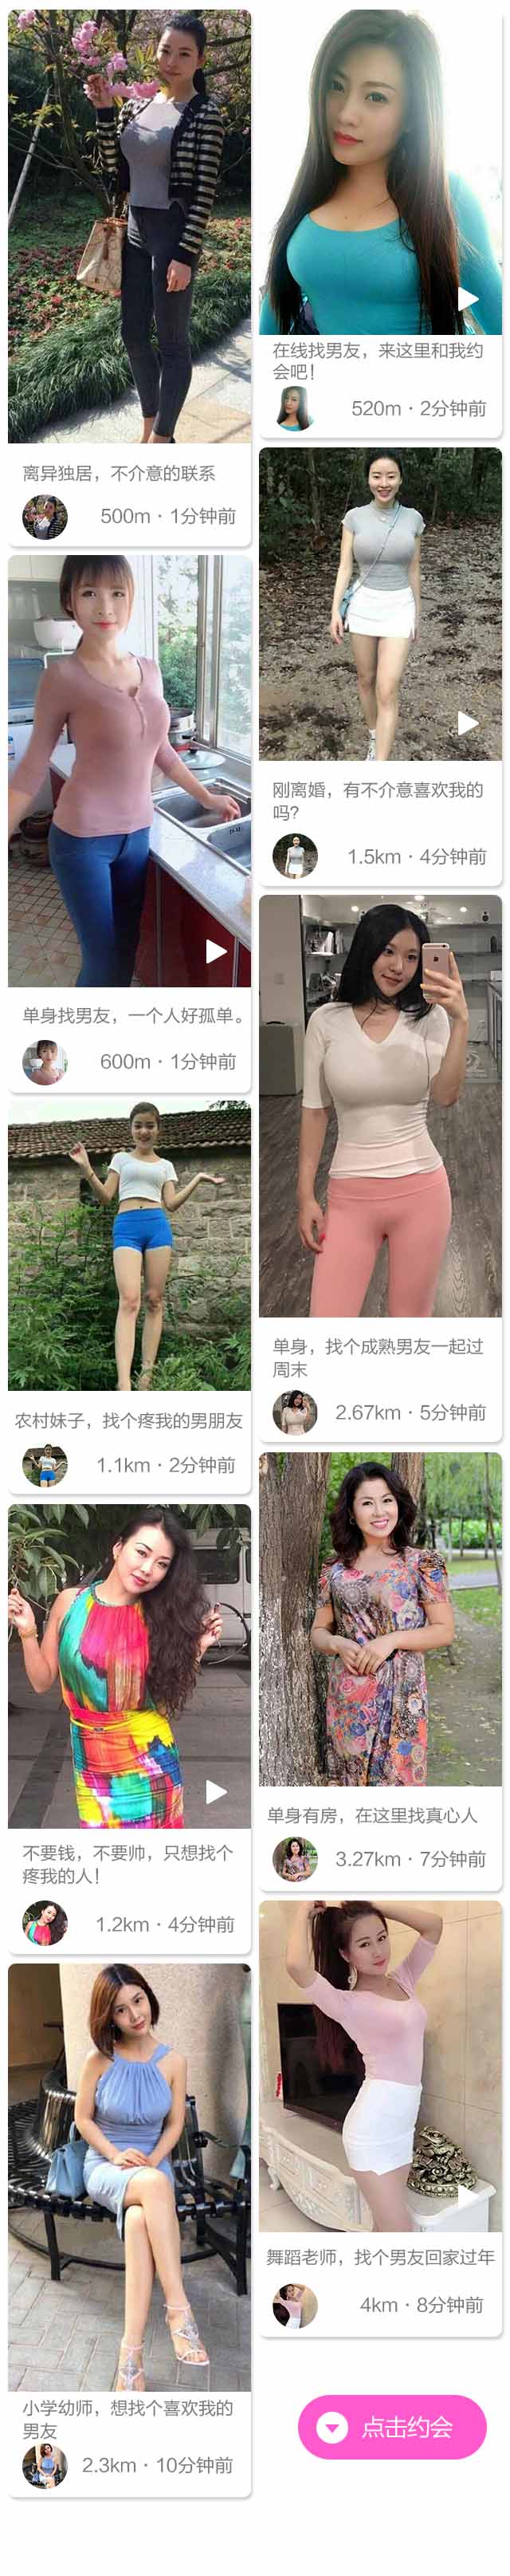 离异独居，不介意的联系
500m · 1分钟前
单身找男友，一个人好孤单。
600m · 1分钟前
农村妹子，找个疼我的男朋友
1.1km · 2分钟前
不要钱，不要帅，只想找个
疼我的人！
1.2km · 4分钟前
小学幼师，想找个喜欢我的
男友
2.3km · 10分钟前
在线找男友，来这里和我约
会吧！
520m · 2分钟前
刚离婚，有不介意喜欢我的
吗?
1.5km · 4分钟前
单身，找个成熟男友一起过
周末
2.67km · 5分钟前
单身有房，在这里找真心人
3.27km · 7分钟前
舞蹈老师，找个男友回家过年
4km · 8分钟前
点击约会